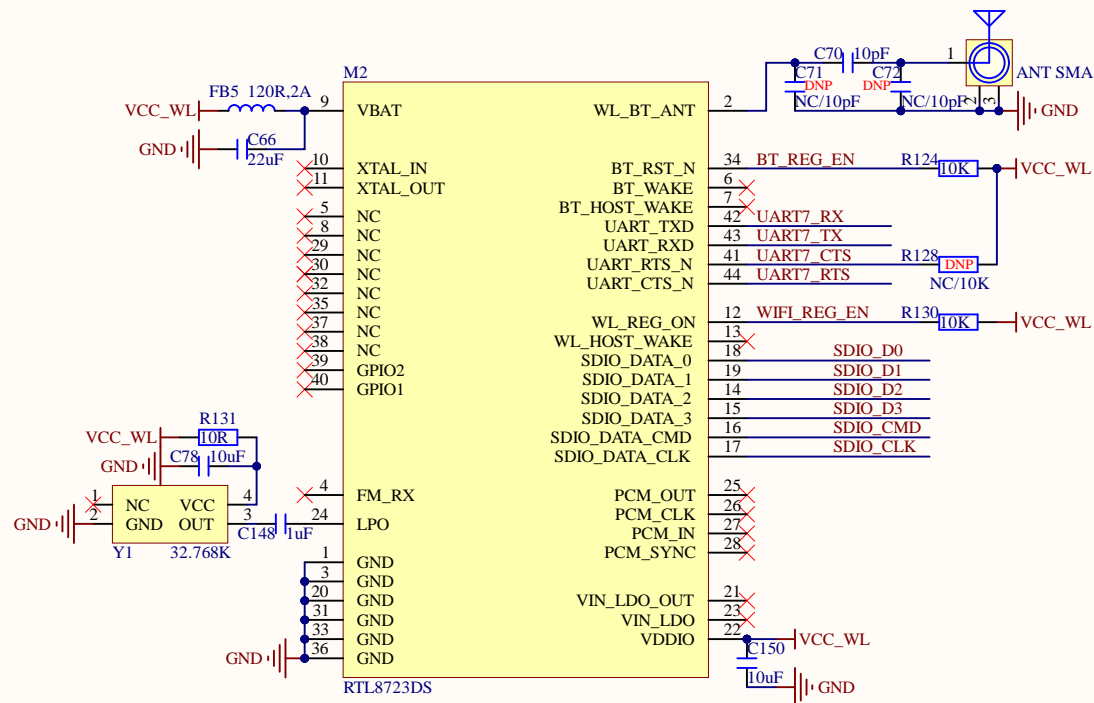 M2
FB5 120R,2A
VCC_WL
9
VBAT
GND
C66
22uF
10
XTAL_IN
11
XTAL_OUT
5
NC
8
NC
29
NC
30
NC
32
NC
35
NC
37
NC
38
NC
39
GPIO2
40
GPIO1
R131
VCC_WL
10R
GND
C78
10uF
4
FM_RX
1
NC
VCC
4
GND
2
GND
OUT
3
C148
1uF
24
LPO
Y1
32.768K
1
GND
3
GND
20
GND
31
GND
33
GND
36
GND
GND
RTL8723DS
WL_BT_ANT
2
C70
10pF
C71
DNP
NC/10pF
C72
DNP
NC/10pF
1
ANT SMA
2
3
GND
BT_RST_N
34
BT_REG_EN
R124
10K
VCC_WL
BT_WAKE
6
BT_HOST_WAKE
7
UART_TXD
42
UART7_RX
UART_RXD
43
UART7_TX
UART_RTS_N
41
UART7_CTS
R128
DNP
NC/10K
UART_CTS_N
44
UART7_RTS
WL_REG_ON
12
WIFI_REG_EN
R130
10K
VCC_WL
WL_HOST_WAKE
13
SDIO_DATA_0
18
SDIO_D0
SDIO_DATA_1
19
SDIO_D1
SDIO_DATA_2
14
SDIO_D2
SDIO_DATA_3
15
SDIO_D3
SDIO_DATA_CMD
16
SDIO_CMD
SDIO_DATA_CLK
17
SDIO_CLK
PCM_OUT
25
PCM_CLK
26
PCM_IN
27
PCM_SYNC
28
VIN_LDO_OUT
21
VIN_LDO
23
VDDIO
22
VCC_WL
C150
10uF
GND